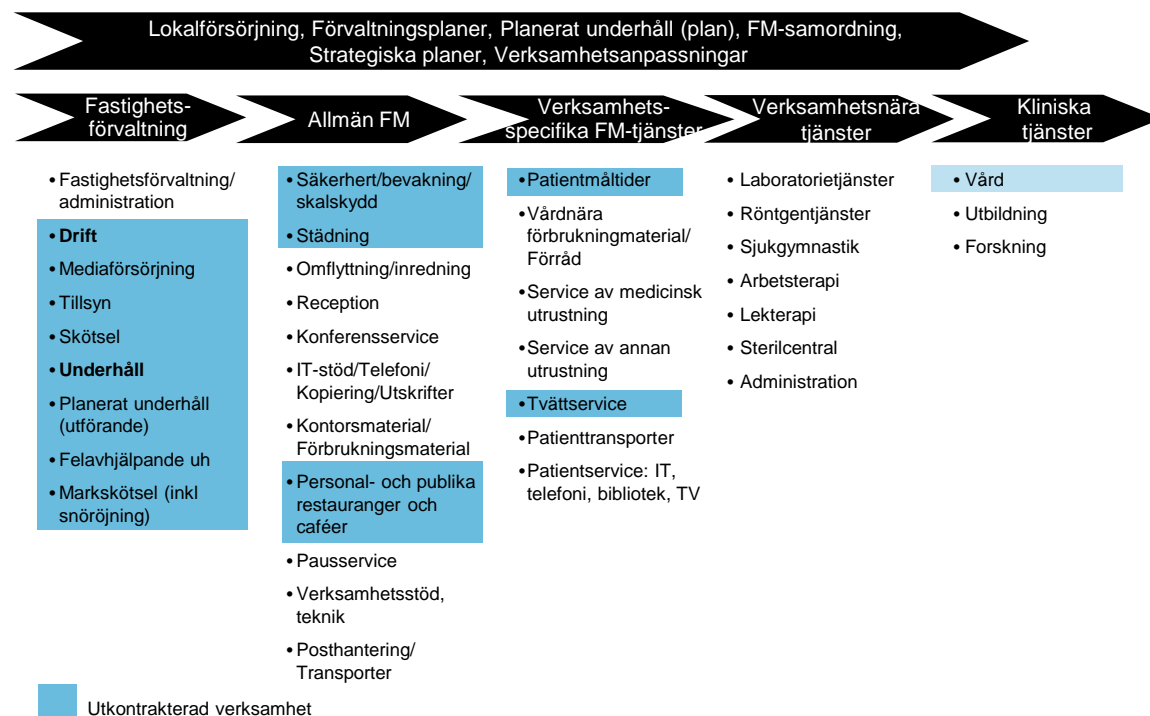 Lokalförsörjning, Förvaltningsplaner, Planerat underhåll (plan), FM-samordning,
Strategiska planer, Verksamhetsanpassningar
Fastighets-
förvaltning
Allmän FM
Verksamhets-
specifika FM-tjänster
Verksamhetsnära
tjänster
Kliniska
tjänster
• Fastighetsförvaltning/
administration
• Drift
• Mediaförsörjning
• Tillsyn
• Skötsel
• Underhåll
• Planerat underhåll
(utförande)
• Felavhjälpande uh
• Markskötsel (inkl
snöröjning)
• Säkerhert/bevakning/
skalskydd
• Städning
• Omflyttning/inredning
• Reception
• Konferensservice
• IT-stöd/Telefoni/
Kopiering/Utskrifter
• Kontorsmaterial/
Förbrukningsmaterial
• Personal- och publika
restauranger och
caféer
• Pausservice
• Verksamhetsstöd,
teknik
• Posthantering/
Transporter
• Patientmåltider
• Vårdnära
förbrukningmaterial/
Förråd
• Service av medicinsk
utrustning
• Service av annan
utrustning
• Tvättservice
• Patienttransporter
• Patientservice: IT,
telefoni, bibliotek, TV
• Laboratorietjänster
• Röntgentjänster
• Sjukgymnastik
• Arbetsterapi
• Lekterapi
• Sterilcentral
• Administration
• Vård
• Utbildning
• Forskning
Utkontrakterad verksamhet